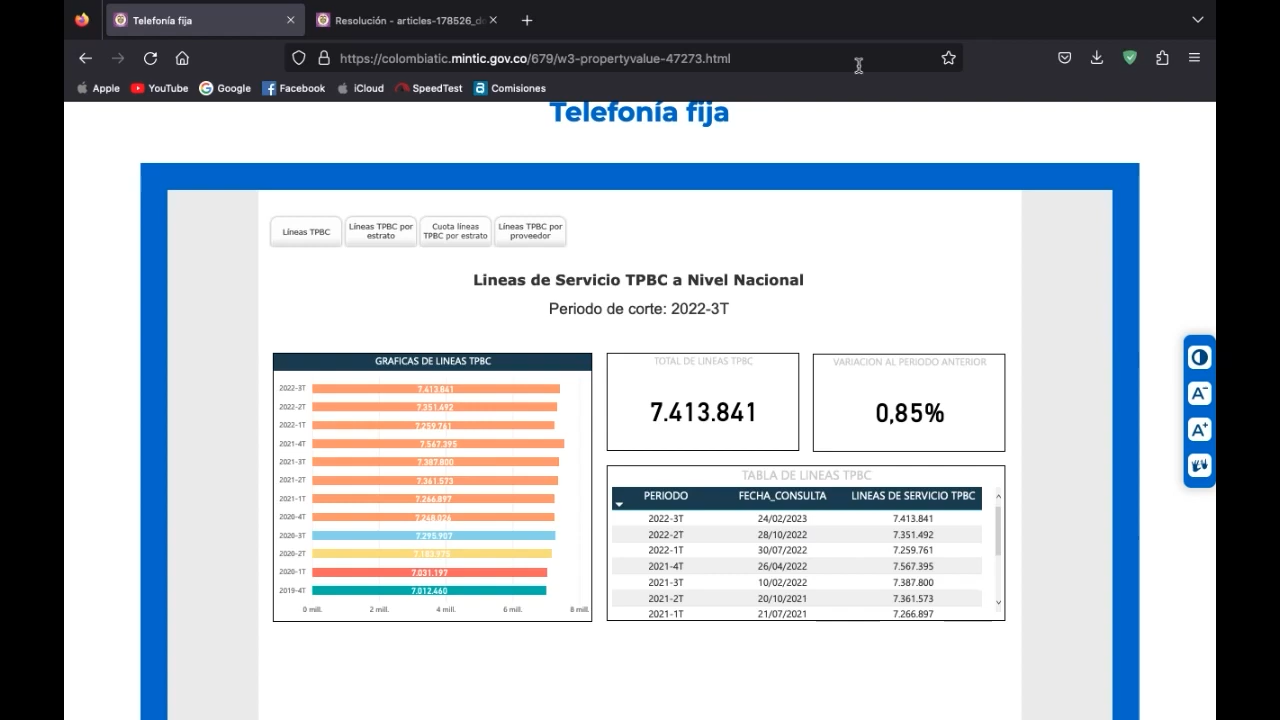 Telefonía fija
Resolución - articles-178526_do
https://colombiatic.mintic.gov.co/679/w3-propertyvalue-47273.html
Apple YouTube Google Facebook iCloud SpeedTest Comisiones
Telefonía fija
Líneas TPBC
Líneas TPBC por
estrato
Cuota líneas
TPBC por estrato
Líneas TPBC por
proveedor
Lineas de Servicio TPBC a Nivel Nacional
Periodo de corte: 2022-3T
GRAFICAS DE LINEAS TPBC
2022-3T 7.413.841
2022-2T 7.351.492
2022-1T 7.259.761
2021-4T 7.567.395
2021-3T 7.387.800
2021-2T 7.361.573
2021-1T 7.266.897
2020-4T 7.248.026
2020-3T 7.295.907
2020-2T
2020-1T 7.031.197
2019-4T 7.012.460
0 mill. 2 mill. 4 mill. 6 mill. 8 mill.
TOTAL DE LINEAS TPBC
7.413.841
VARIACION AL PERIODO ANTERIOR
0,85%
TABLA DE LINEAS TPBC
PERIODO FECHA_CONSULTA LINEAS DE SERVICIO TPBC
2022-3T 24/02/2023 7.413.841
2022-2T 28/10/2022 7.351.492
2022-1T 30/07/2022 7.259.761
2021-4T 26/04/2022 7.567.395
2021-3T 10/02/2022 7.387.800
2021-2T 20/10/2021 7.361.573
2021-1T 21/07/2021 7.266.897
A-
A+